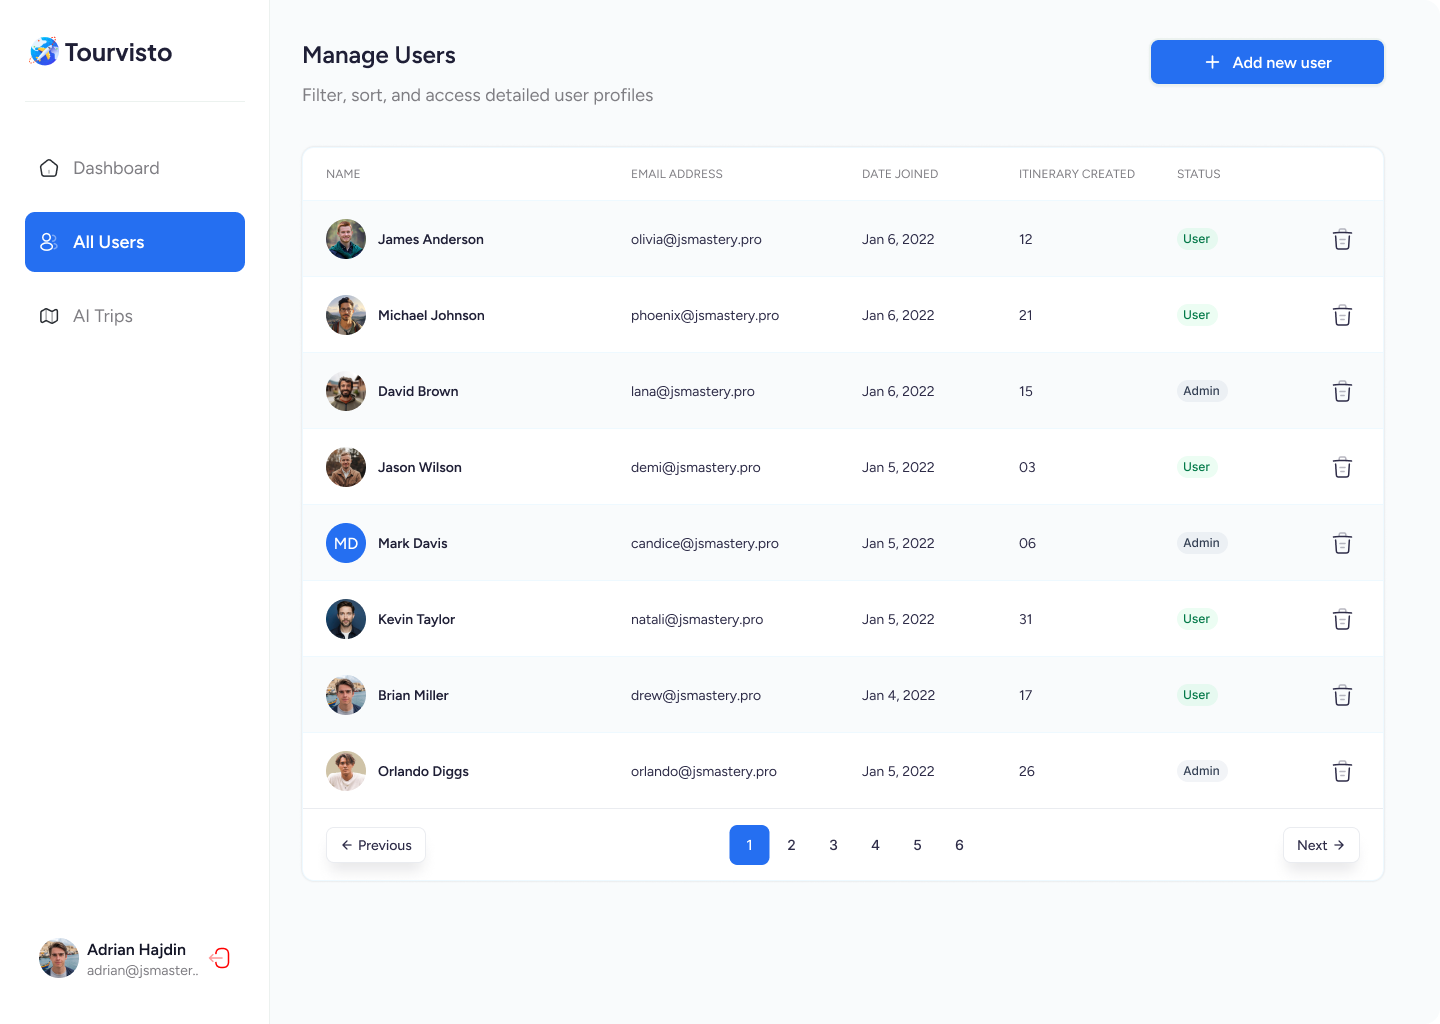 Tourvisto
Dashboard
All Users
AI Trips
Adrian Hajdin
adrian@jsmaster..
Manage Users
Filter, sort, and access detailed user profiles
Add new user
NAME EMAIL ADDRESS DATE JOINED ITINERARY CREATED STATUS
James Anderson olivia@jsmastery.pro Jan 6, 2022 12 User
Michael Johnson phoenix@jsmastery.pro Jan 6, 2022 21 User
David Brown lana@jsmastery.pro Jan 6, 2022 15 Admin
Jason Wilson demi@jsmastery.pro Jan 5, 2022 03 User
MD Mark Davis candice@jsmastery.pro Jan 5, 2022 06 Admin
Kevin Taylor natali@jsmastery.pro Jan 5, 2022 31 User
Brian Miller drew@jsmastery.pro Jan 4, 2022 17 User
Orlando Diggs orlando@jsmastery.pro Jan 5, 2022 26 Admin
← Previous 1 2 3 4 5 6 Next →